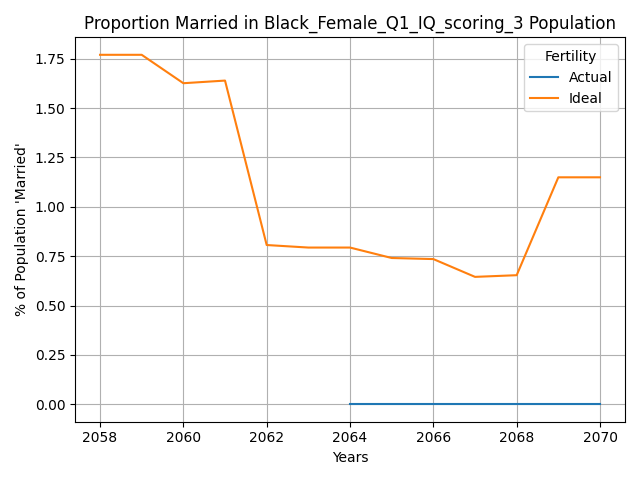 Proportion Married in Black_Female_Q1_IQ_scoring_3 Population
% of Population 'Married'
1.75
1.50
1.25
1.00
0.75
0.50
0.25
0.00
Fertility
Actual
Ideal
2058 2060 2062 2064 2066 2068 2070
Years